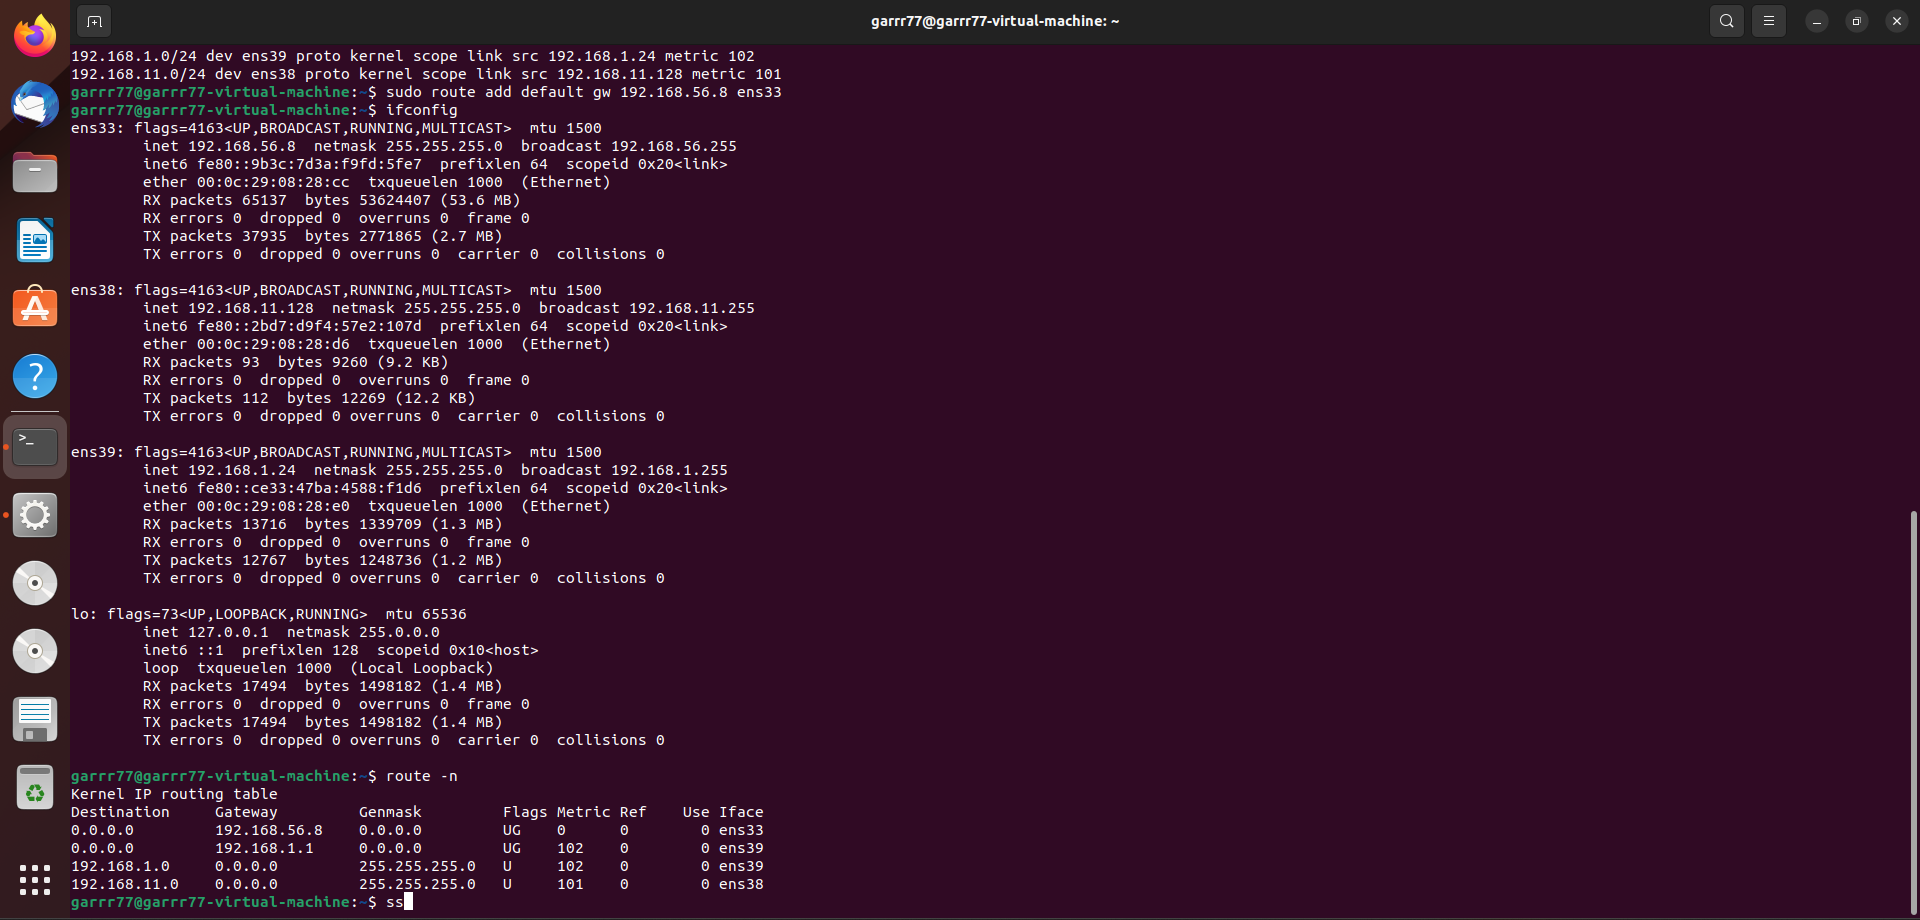 garrr77@garrr77-virtual-machine: ~
192.168.1.0/24 dev ens39 proto kernel scope link src 192.168.1.24 metric 102
192.168.11.0/24 dev ens38 proto kernel scope link src 192.168.11.128 metric 101
garrr77@garrr77-virtual-machine:~$ sudo route add default gw 192.168.56.8 ens33
garrr77@garrr77-virtual-machine:~$ ifconfig
ens33: flags=4163<UP,BROADCAST,RUNNING,MULTICAST>  mtu 1500
        inet 192.168.56.8  netmask 255.255.255.0  broadcast 192.168.56.255
        inet6 fe80::9b3c:7d3a:f9fd:5fe7  prefixlen 64  scopeid 0x20<link>
        ether 00:0c:29:08:28:cc  txqueuelen 1000  (Ethernet)
        RX packets 65137  bytes 53624407 (53.6 MB)
        RX errors 0  dropped 0  overruns 0  frame 0
        TX packets 37935  bytes 2771865 (2.7 MB)
        TX errors 0  dropped 0 overruns 0  carrier 0  collisions 0
ens38: flags=4163<UP,BROADCAST,RUNNING,MULTICAST>  mtu 1500
        inet 192.168.11.128  netmask 255.255.255.0  broadcast 192.168.11.255
        inet6 fe80::2bd7:d9f4:57e2:107d  prefixlen 64  scopeid 0x20<link>
        ether 00:0c:29:08:28:d6  txqueuelen 1000  (Ethernet)
        RX packets 93  bytes 9260 (9.2 KB)
        RX errors 0  dropped 0  overruns 0  frame 0
        TX packets 112  bytes 12269 (12.2 KB)
        TX errors 0  dropped 0 overruns 0  carrier 0  collisions 0
ens39: flags=4163<UP,BROADCAST,RUNNING,MULTICAST>  mtu 1500
        inet 192.168.1.24  netmask 255.255.255.0  broadcast 192.168.1.255
        inet6 fe80::ce33:47ba:4588:f1d6  prefixlen 64  scopeid 0x20<link>
        ether 00:0c:29:08:28:e0  txqueuelen 1000  (Ethernet)
        RX packets 13716  bytes 1339709 (1.3 MB)
        RX errors 0  dropped 0  overruns 0  frame 0
        TX packets 12767  bytes 1248736 (1.2 MB)
        TX errors 0  dropped 0 overruns 0  carrier 0  collisions 0
lo: flags=73<UP,LOOPBACK,RUNNING>  mtu 65536
        inet 127.0.0.1  netmask 255.0.0.0
        inet6 ::1  prefixlen 128  scopeid 0x10<host>
        loop  txqueuelen 1000  (Local Loopback)
        RX packets 17494  bytes 1498182 (1.4 MB)
        RX errors 0  dropped 0  overruns 0  frame 0
        TX packets 17494  bytes 1498182 (1.4 MB)
        TX errors 0  dropped 0 overruns 0  carrier 0  collisions 0
garrr77@garrr77-virtual-machine:~$ route -n
Kernel IP routing table
Destination     Gateway         Genmask         Flags Metric Ref    Use Iface
0.0.0.0         192.168.56.8    0.0.0.0         UG    0      0        0 ens33
0.0.0.0         192.168.1.1     0.0.0.0         UG    102    0        0 ens39
192.168.1.0     0.0.0.0         255.255.255.0   U     102    0        0 ens39
192.168.11.0    0.0.0.0         255.255.255.0   U     101    0        0 ens38
garrr77@garrr77-virtual-machine:~$ ss